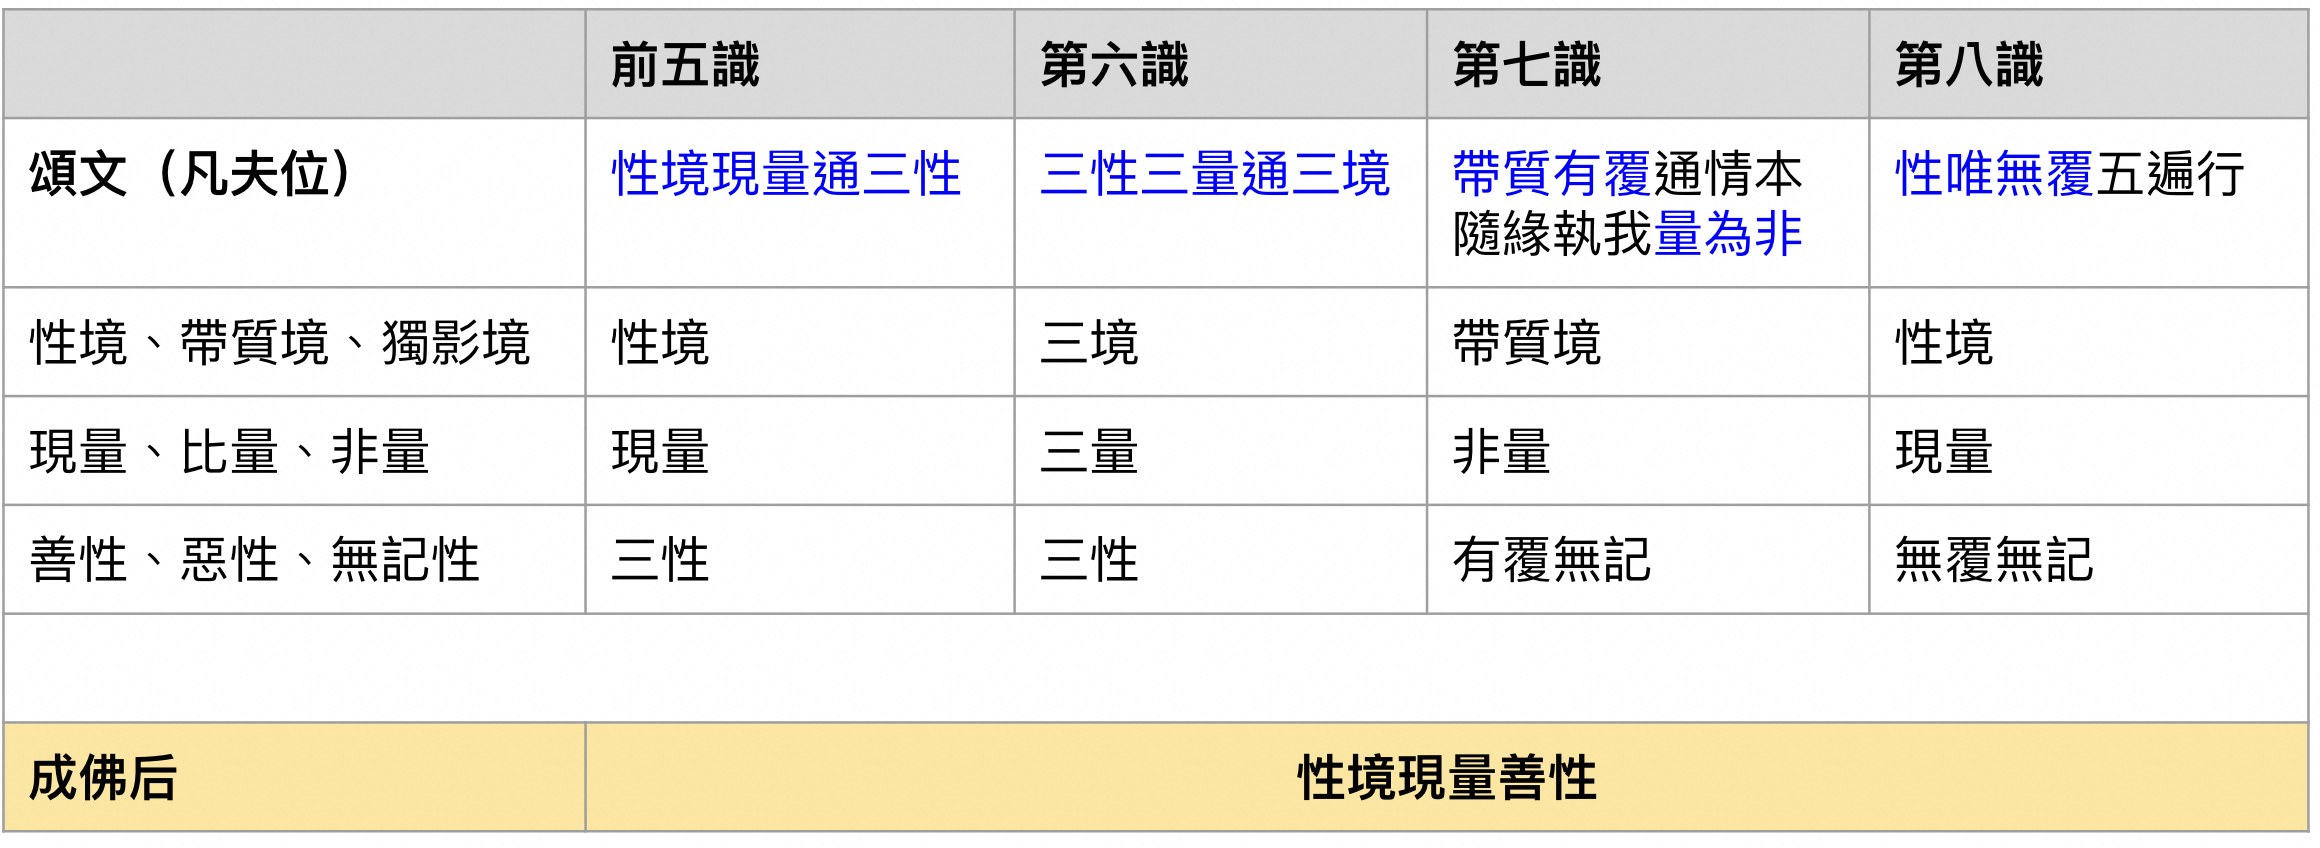 前五識 第六識 第七識 第八識
頌文（凡夫位） 性境現量通三性 三性三量通三境 帶質有覆通情本 性唯無覆五遍行
隨緣執我量為非
性境、帶質境、獨影境 性境 三境 帶質境 性境
現量、比量、非量 現量 三量 非量 現量
善性、惡性、無記性 三性 三性 有覆無記 無覆無記
成佛后 性境現量善性